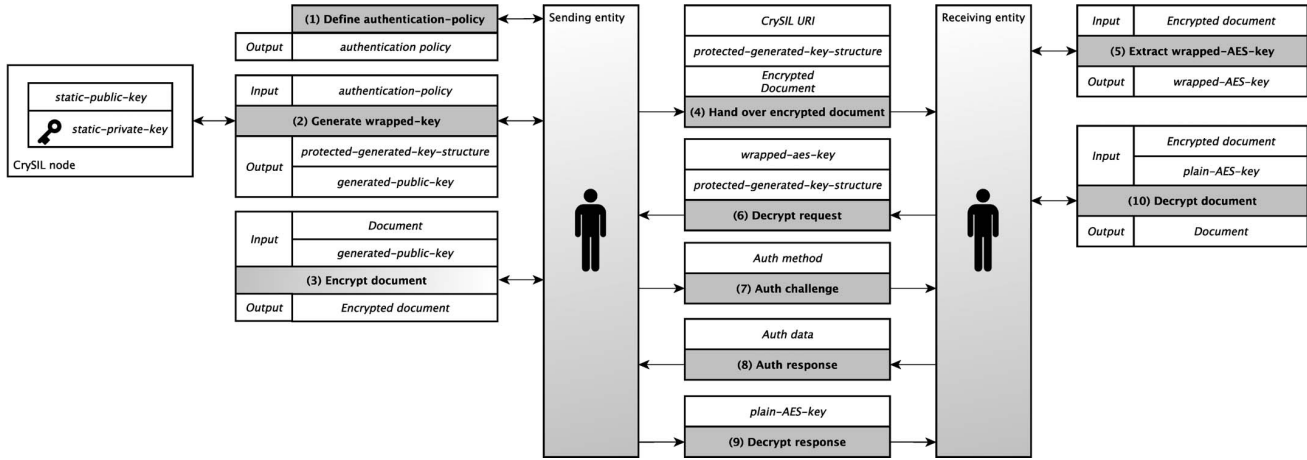 (1) Define authentication-policy
Output
authentication policy
static-public-key
static-private-key
CrySIL node
Input
authentication-policy
(2) Generate wrapped-key
Output
protected-generated-key-structure
generated-public-key
Input
Document
generated-public-key
(3) Encrypt document
Output
Encrypted document
Sending entity
CrySIL URI
protected-generated-key-structure
Encrypted
Document
(4) Hand over encrypted document
wrapped-aes-key
protected-generated-key-structure
(6) Decrypt request
Auth method
(7) Auth challenge
Auth data
(8) Auth response
plain-AES-key
(9) Decrypt response
Receiving entity
Input
Encrypted document
(5) Extract wrapped-AES-key
Output
wrapped-AES-key
Input
Encrypted document
plain-AES-key
(10) Decrypt document
Output
Document